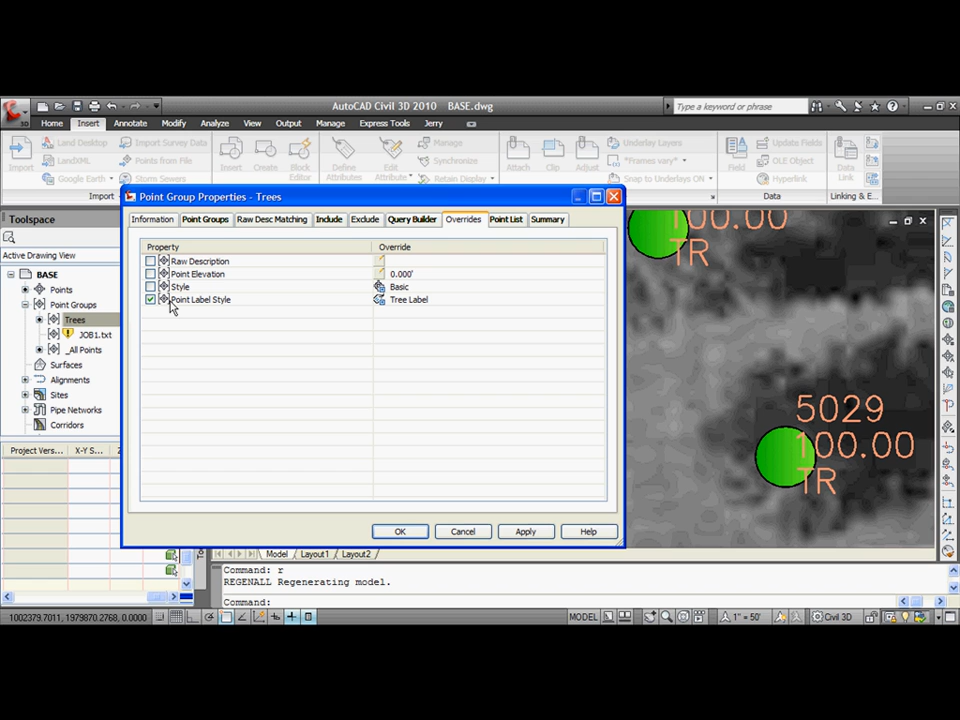 AutoCAD Civil 3D 2010 BASE.dwg
Type a keyword or phrase
Home Insert Annotate Modify Analyze View Output Manage Express Tools Jerry
Land Desktop Import Survey Data Manage Underlay Layers Update Fields
LandXML Points from File Synchronize *Frames vary* OLE Object
Import Insert Create Block Editor Define Attributes Edit Attribute Attach Clip Adjust Field Data Link Hyperlink
Google Earth Storm Sewers Retain Display Snap to Underlays ON
Import Data Linking & E...
Toolspace
Active Drawing View
BASE
Points
Point Groups
Trees
JOB1.txt
_All Points
Surfaces
Alignments
Sites
Pipe Networks
Corridors
Project Vers... X-Y S...
Point Group Properties - Trees
Information Point Groups Raw Desc Matching Include Exclude Query Builder Overrides Point List Summary
Property Override
Raw Description
Point Elevation 0.000'
Style Basic
Point Label Style Tree Label
OK Cancel Apply Help
100.00
TR
5029
100.00
TR
Model Layout1 Layout2
Command: r
REGENALL Regenerating model.
Command:
1002379.7011, 1979870.2768, 0.0000 MODEL 1" = 50' Civil 3D